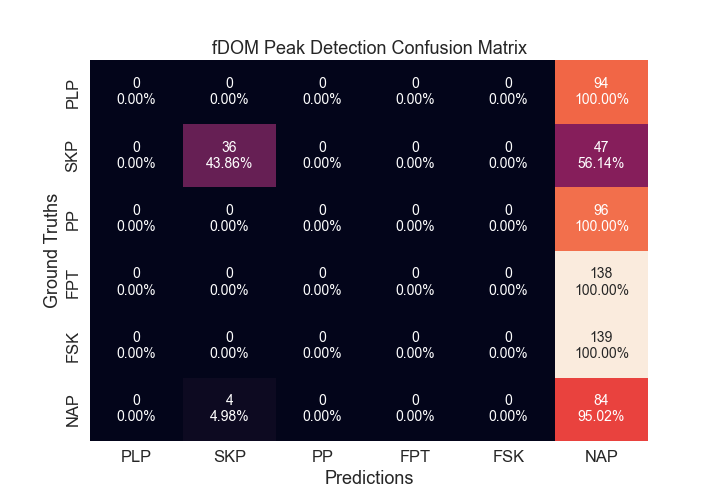 fDOM Peak Detection Confusion Matrix
Ground Truths
PLP
0 0 0 0 0 94
0.00% 0.00% 0.00% 0.00% 0.00% 100.00%
SKP
0 36 0 0 0 47
0.00% 43.86% 0.00% 0.00% 0.00% 56.14%
PP
0 0 0 0 0 96
0.00% 0.00% 0.00% 0.00% 0.00% 100.00%
FPT
0 0 0 0 0 138
0.00% 0.00% 0.00% 0.00% 0.00% 100.00%
FSK
0 0 0 0 0 139
0.00% 0.00% 0.00% 0.00% 0.00% 100.00%
NAP
0 4 0 0 0 84
0.00% 4.98% 0.00% 0.00% 0.00% 95.02%
PLP SKP PP FPT FSK NAP
Predictions